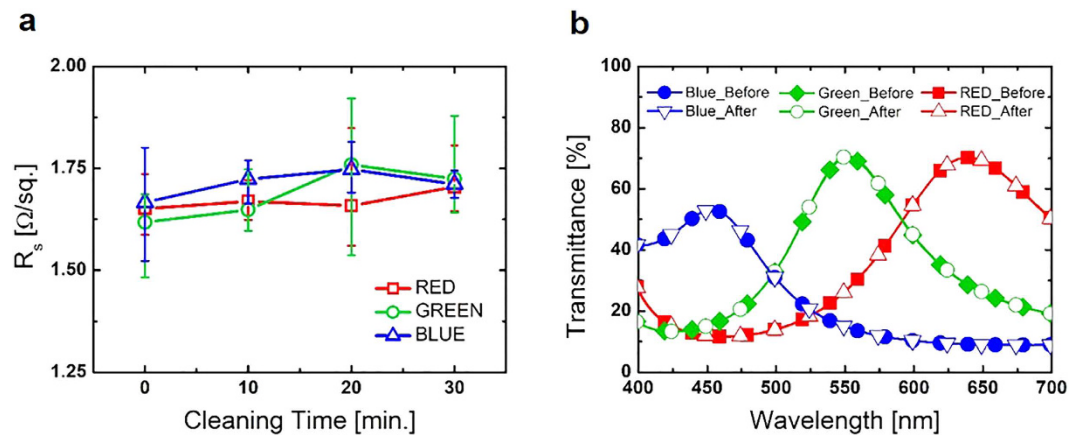 a
2.00
1.75
1.50
1.25
R_s [Ω/sq.]
RED
GREEN
BLUE
0 10 20 30
Cleaning Time [min.]
b
100
80
60
40
20
0
Transmittance [%]
Blue_Before Green_Before RED_Before
Blue_After Green_After RED_After
400 450 500 550 600 650 700
Wavelength [nm]